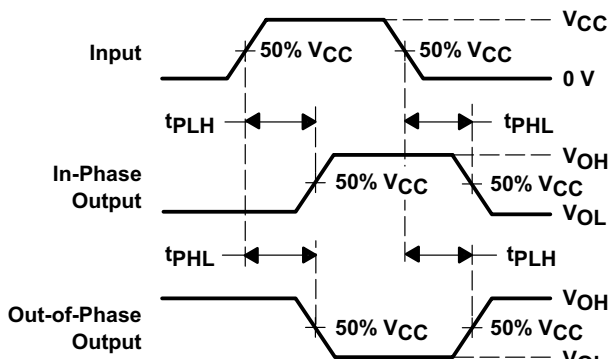 VCC
Input
50% VCC
50% VCC
0 V
tPLH
tPHL
In-Phase
Output
VOH
50% VCC
50% VCC
VOL
tPHL
tPLH
Out-of-Phase
Output
VOH
50% VCC
50% VCC